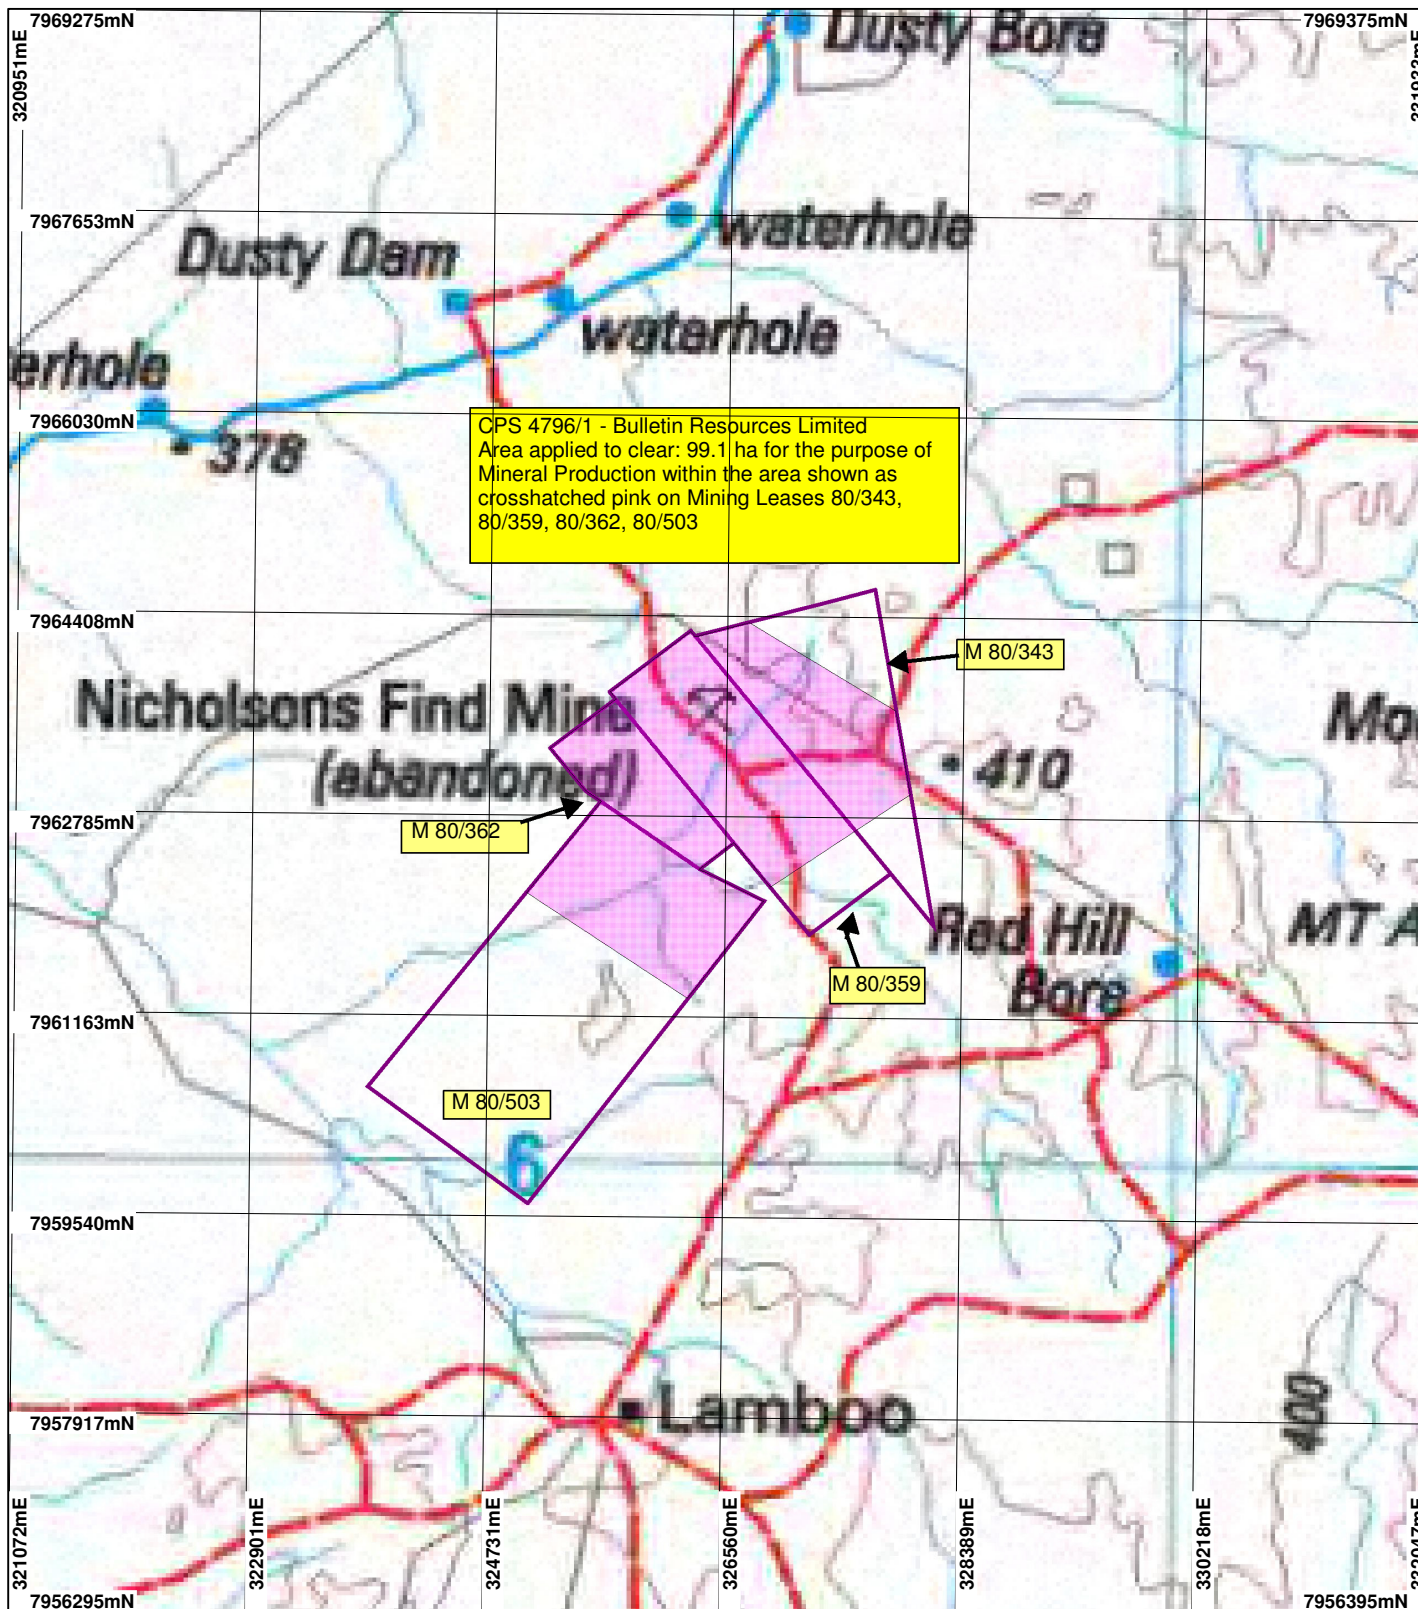 7969275mN
7969375mN
320951mE
Dusty Bore
7967653mN
waterhole
Dusty Dam
waterhole
erhole
7966030mN
378
CPS 4796/1 - Bulletin Resources Limited
Area applied to clear: 99.1 ha for the purpose of
Mineral Production within the area shown as
crosshatched pink on Mining Leases 80/343,
80/359, 80/362, 80/503
7964408mN
M 80/343
Nicholsons Find Mine
(abandoned)
Mo
410
7962785mN
M 80/362
Red Hill
Bore
MT A
M 80/359
7961163mN
M 80/503
6
7959540mN
Lamboo
400
7957917mN
321072mE
322901mE
324731mE
326560mE
328389mE
330218mE
7956295mN
7956395mN